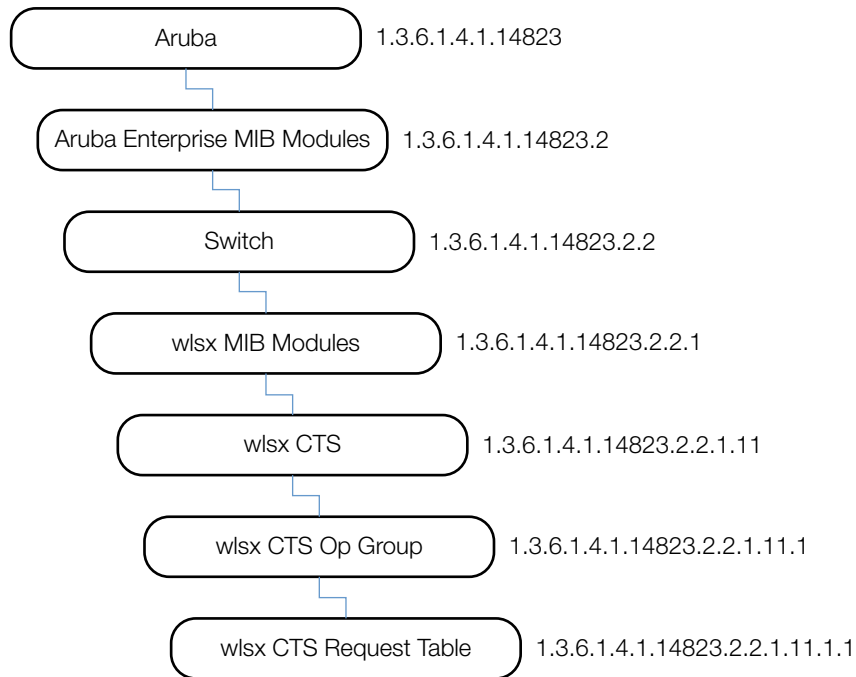 Aruba 1.3.6.1.4.1.14823
Aruba Enterprise MIB Modules 1.3.6.1.4.1.14823.2
Switch 1.3.6.1.4.1.14823.2.2
wlsx MIB Modules 1.3.6.1.4.1.14823.2.2.1
wlsx CTS 1.3.6.1.4.1.14823.2.2.1.11
wlsx CTS Op Group 1.3.6.1.4.1.14823.2.2.1.11.1
wlsx CTS Request Table 1.3.6.1.4.1.14823.2.2.1.11.1.1